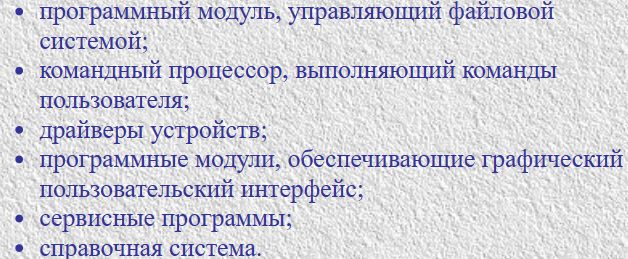 • программный модуль, управляющий файловой
системой;
• командный процессор, выполняющий команды
пользователя;
• драйверы устройств;
• программные модули, обеспечивающие графический
пользовательский интерфейс;
• сервисные программы;
• справочная система.